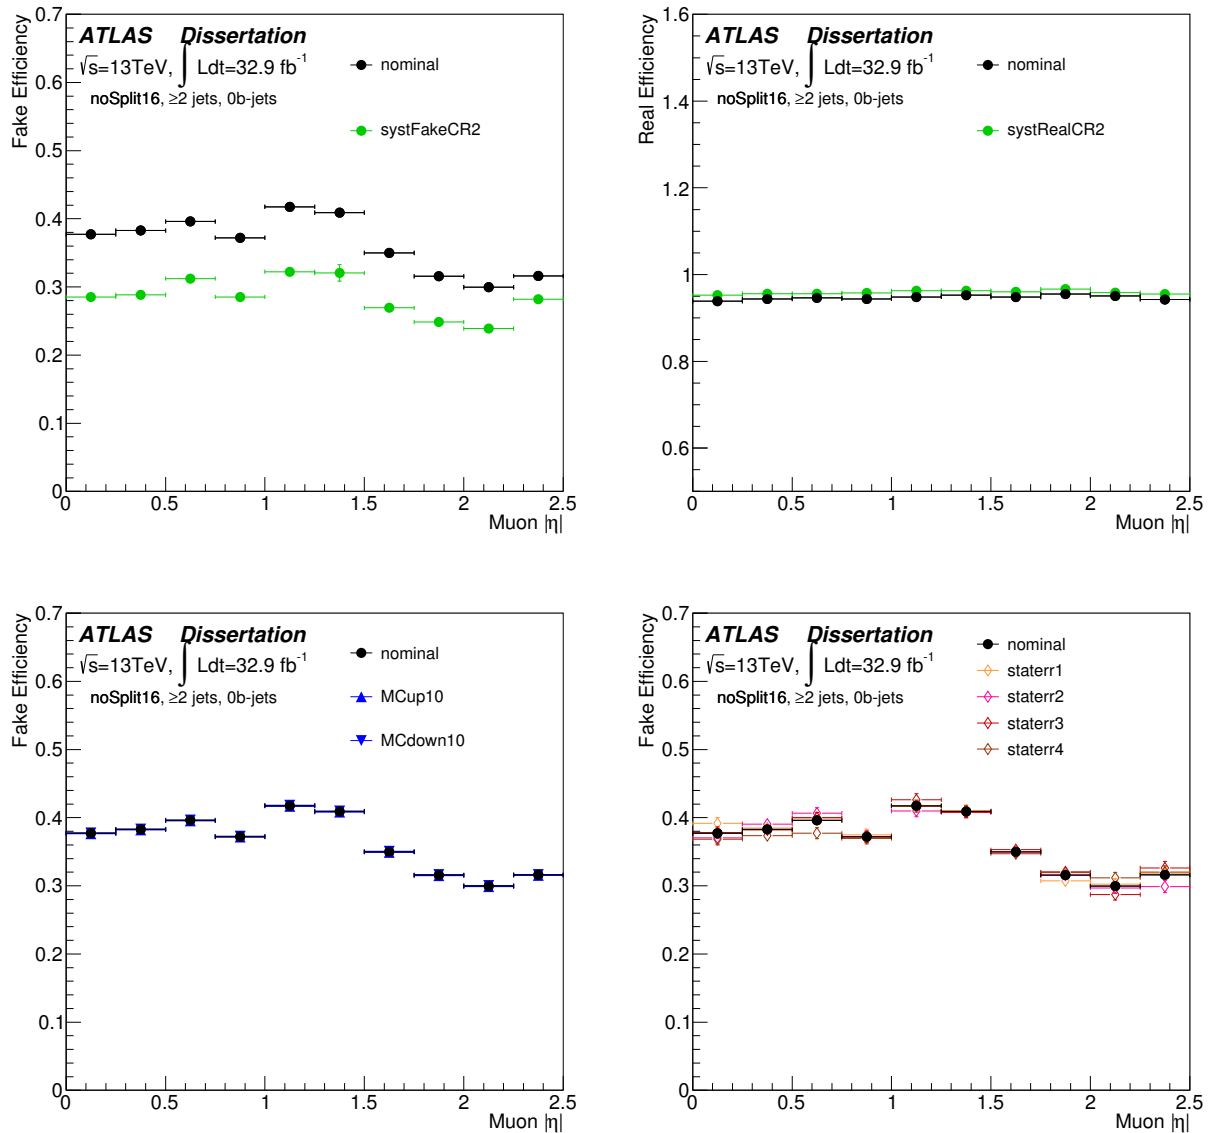 Fake Efficiency
0.7
0.6
0.5
0.4
0.3
0.2
0.1
0
ATLAS Dissertation
√s=13TeV, ∫ Ldt=32.9 fb⁻¹
noSplit16, ≥2 jets, 0b-jets
nominal
systFakeCR2
0 0.5 1 1.5 2 2.5
Muon |η|
Real Efficiency
1.6
1.4
1.2
1
0.8
0.6
ATLAS Dissertation
√s=13TeV, ∫ Ldt=32.9 fb⁻¹
noSplit16, ≥2 jets, 0b-jets
nominal
systRealCR2
0 0.5 1 1.5 2 2.5
Muon |η|
Fake Efficiency
0.7
0.6
0.5
0.4
0.3
0.2
0.1
0
ATLAS Dissertation
√s=13TeV, ∫ Ldt=32.9 fb⁻¹
noSplit16, ≥2 jets, 0b-jets
nominal
MCup10
MCdown10
0 0.5 1 1.5 2 2.5
Muon |η|
Fake Efficiency
0.7
0.6
0.5
0.4
0.3
0.2
0.1
0
ATLAS Dissertation
√s=13TeV, ∫ Ldt=32.9 fb⁻¹
noSplit16, ≥2 jets, 0b-jets
nominal
staterr1
staterr2
staterr3
staterr4
0 0.5 1 1.5 2 2.5
Muon |η|